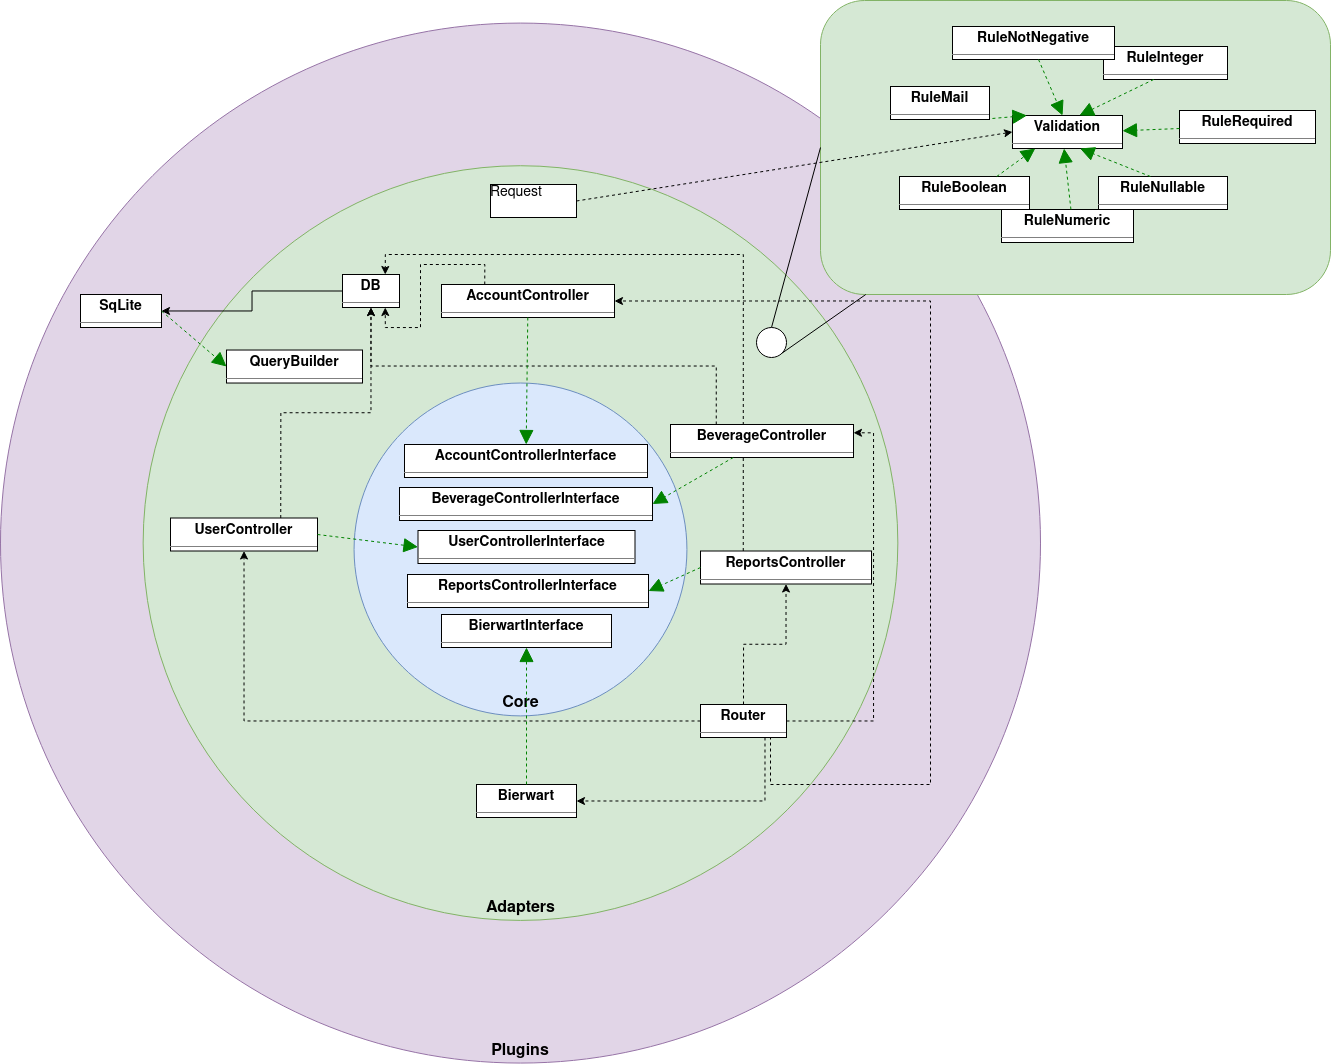 RuleNotNegative
RuleInteger
RuleMail
RuleRequired
Validation
RuleBoolean
RuleNullable
RuleNumeric
Request
DB
AccountController
SqLite
QueryBuilder
BeverageController
AccountControllerInterface
BeverageControllerInterface
UserController
UserControllerInterface
ReportsController
ReportsControllerInterface
BierwartInterface
Core
Router
Bierwart
Adapters
Plugins